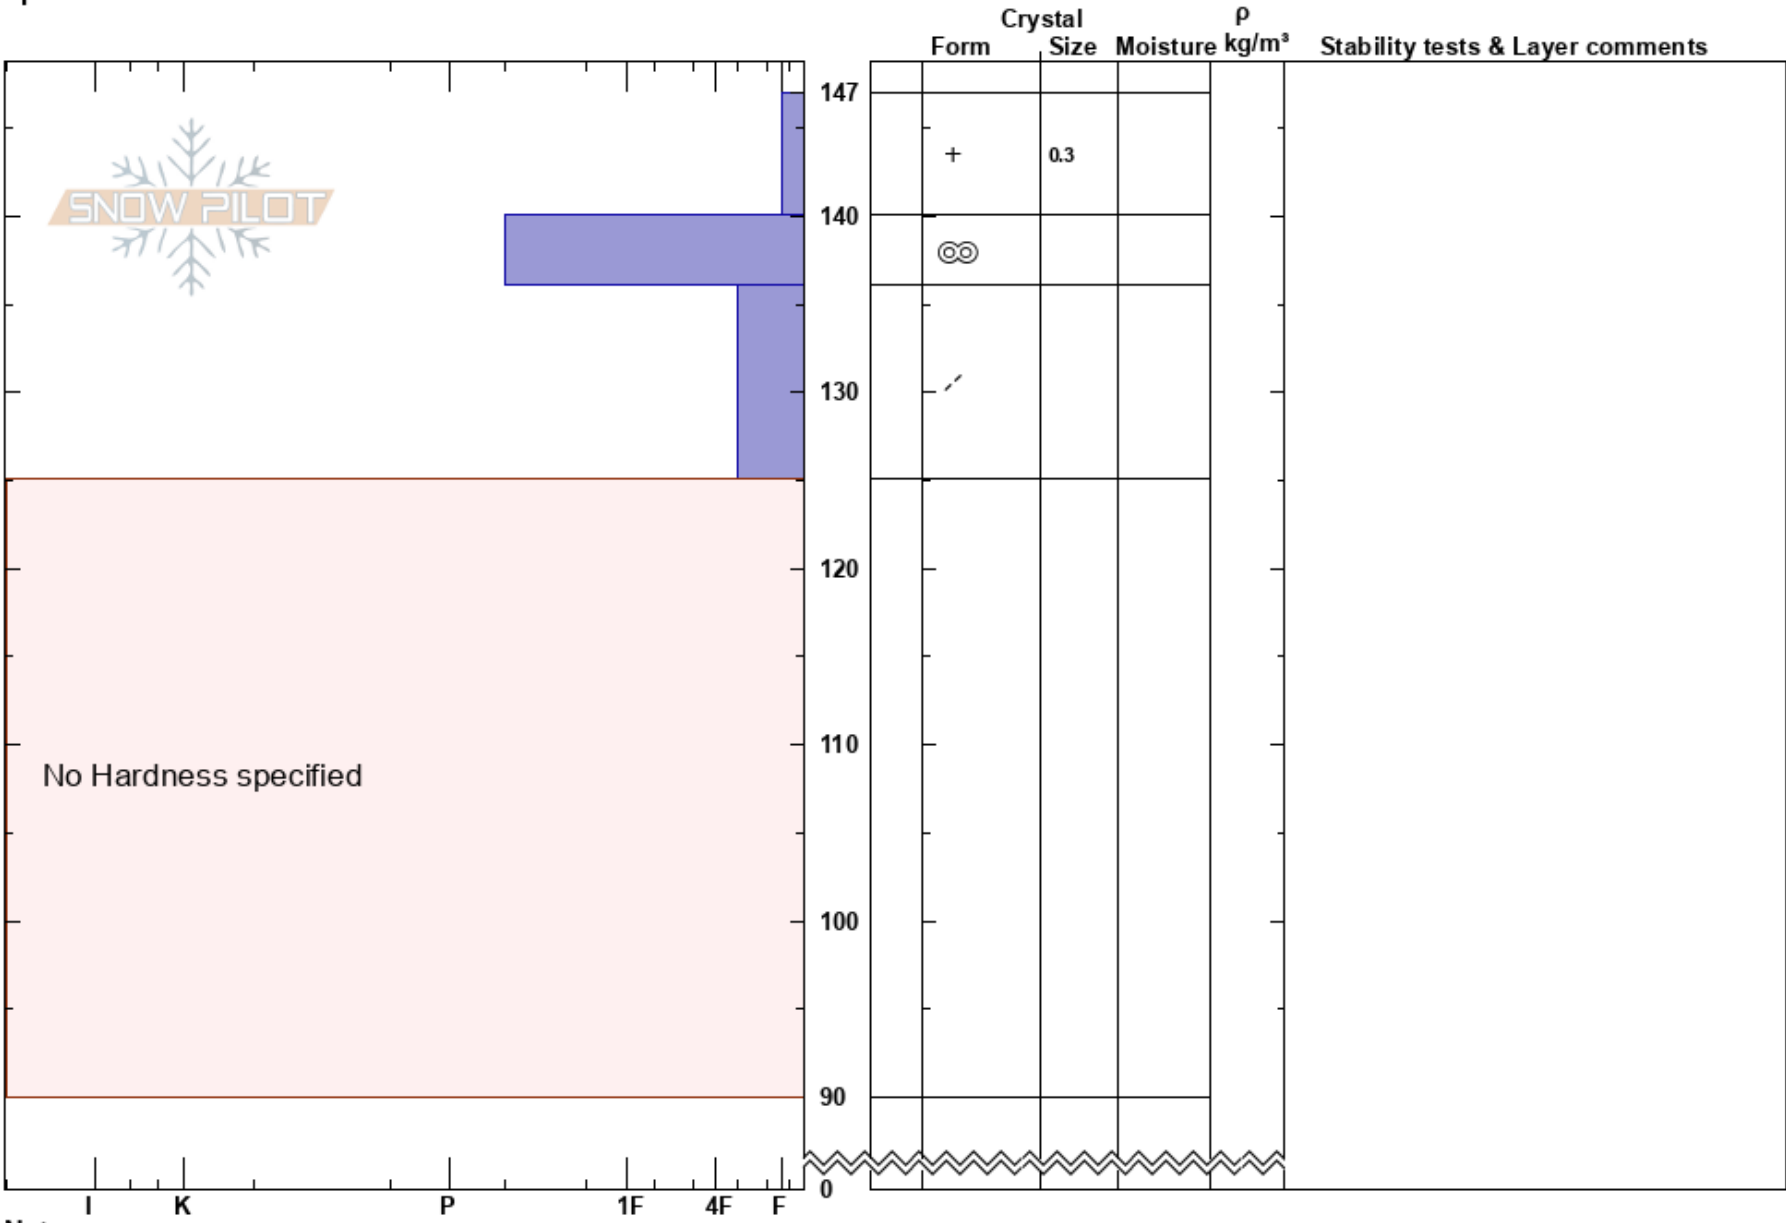 Crystal ρ
Form Size Moisture kg/m³ Stability tests & Layer comments
147
+ 0.3
SNOW PILOT
140
130
120
110
No Hardness specified
100
90
0
I K P 1F 4F F